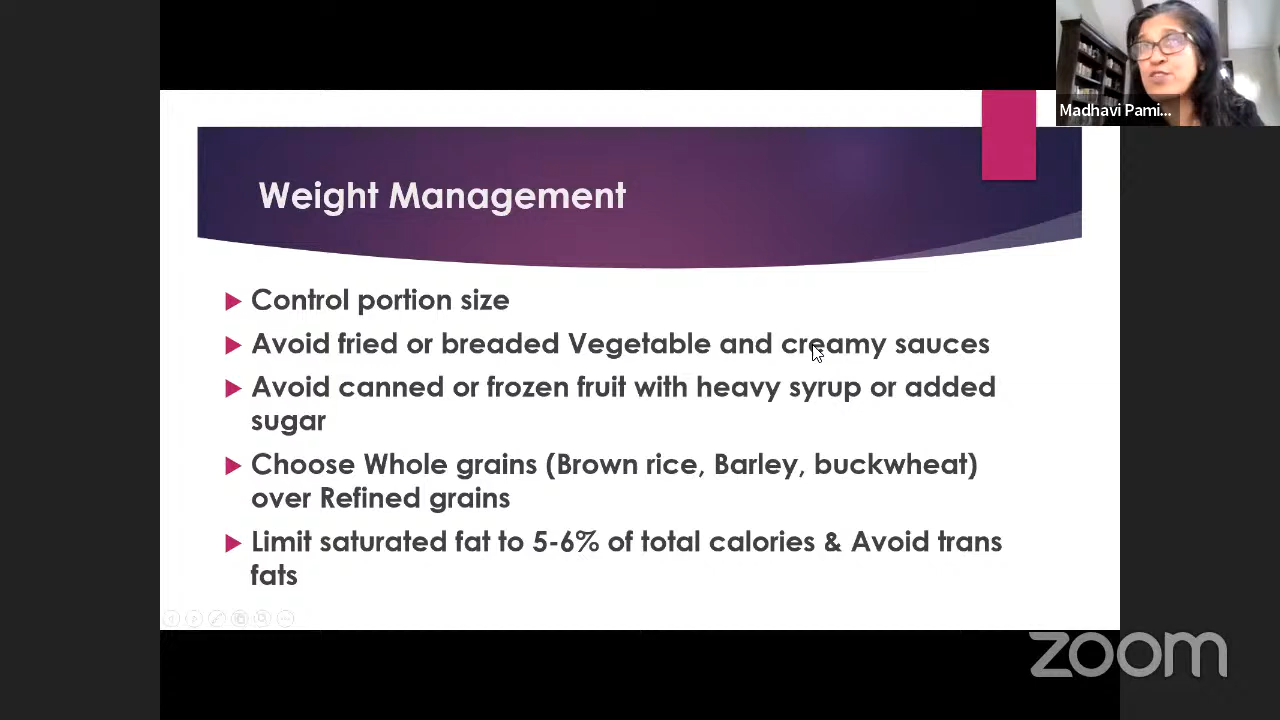 Madhavi Pami...
Weight Management
Control portion size
Avoid fried or breaded Vegetable and creamy sauces
Avoid canned or frozen fruit with heavy syrup or added
sugar
Choose Whole grains (Brown rice, Barley, buckwheat)
over Refined grains
Limit saturated fat to 5-6% of total calories & Avoid trans
fats
zoom